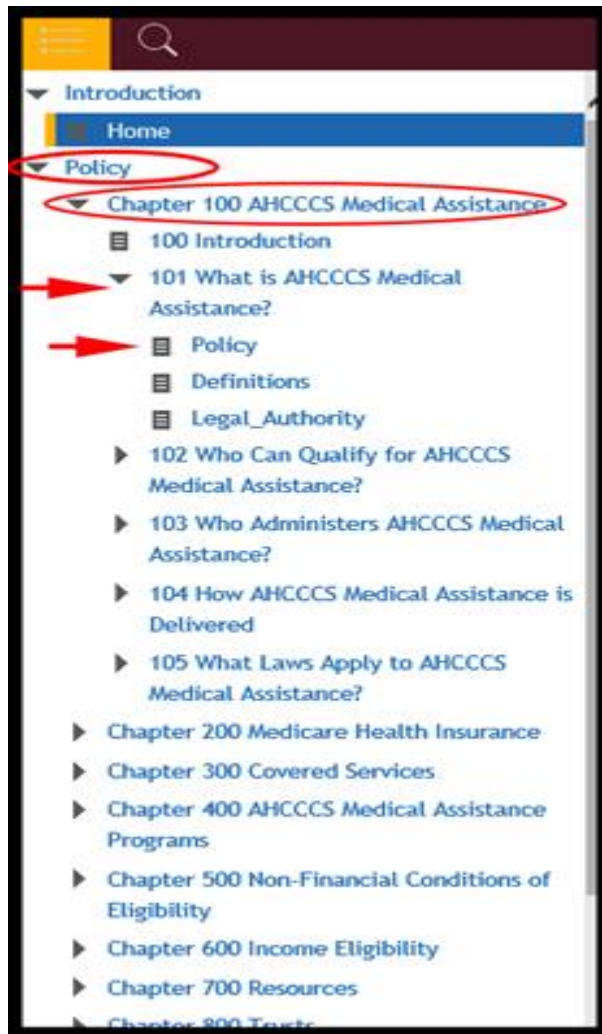 Introduction
Home
Policy
Chapter 100 AHCCCS Medical Assistance
100 Introduction
101 What is AHCCCS Medical
Assistance?
Policy
Definitions
Legal_Authority
102 Who Can Qualify for AHCCCS
Medical Assistance?
103 Who Administers AHCCCS Medical
Assistance?
104 How AHCCCS Medical Assistance is
Delivered
105 What Laws Apply to AHCCCS
Medical Assistance?
Chapter 200 Medicare Health Insurance
Chapter 300 Covered Services
Chapter 400 AHCCCS Medical Assistance
Programs
Chapter 500 Non-Financial Conditions of
Eligibility
Chapter 600 Income Eligibility
Chapter 700 Resources
Chapter 800 Trusts